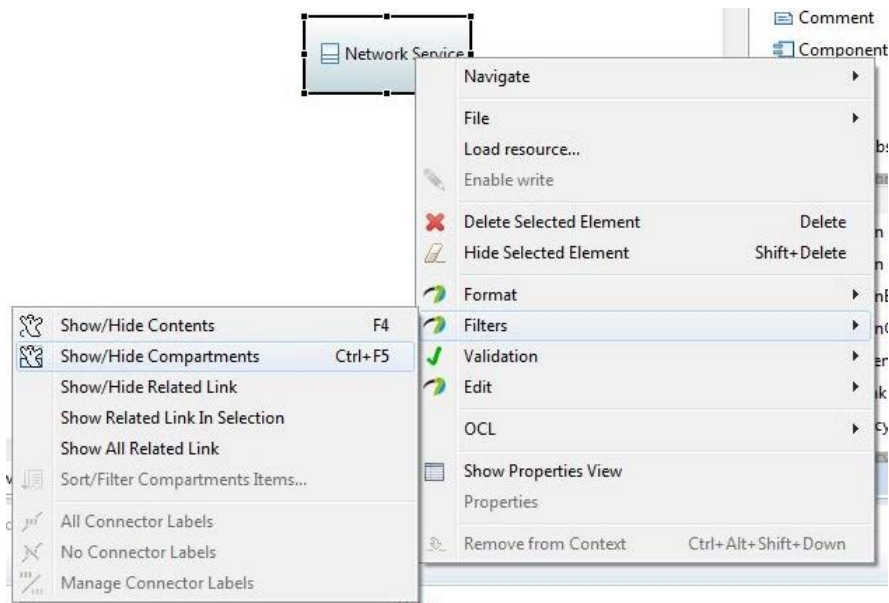 Comment
Network Service
Component
Navigate
File
Load resource...
Enable write
Delete Selected Element Delete
Hide Selected Element Shift+Delete
Format
Filters
Validation
Edit
OCL
Show Properties View
Properties
Remove from Context Ctrl+Alt+Shift+Down
Show/Hide Contents F4
Show/Hide Compartments Ctrl+F5
Show/Hide Related Link
Show Related Link In Selection
Show All Related Link
Sort/Filter Compartments Items...
All Connector Labels
No Connector Labels
Manage Connector Labels